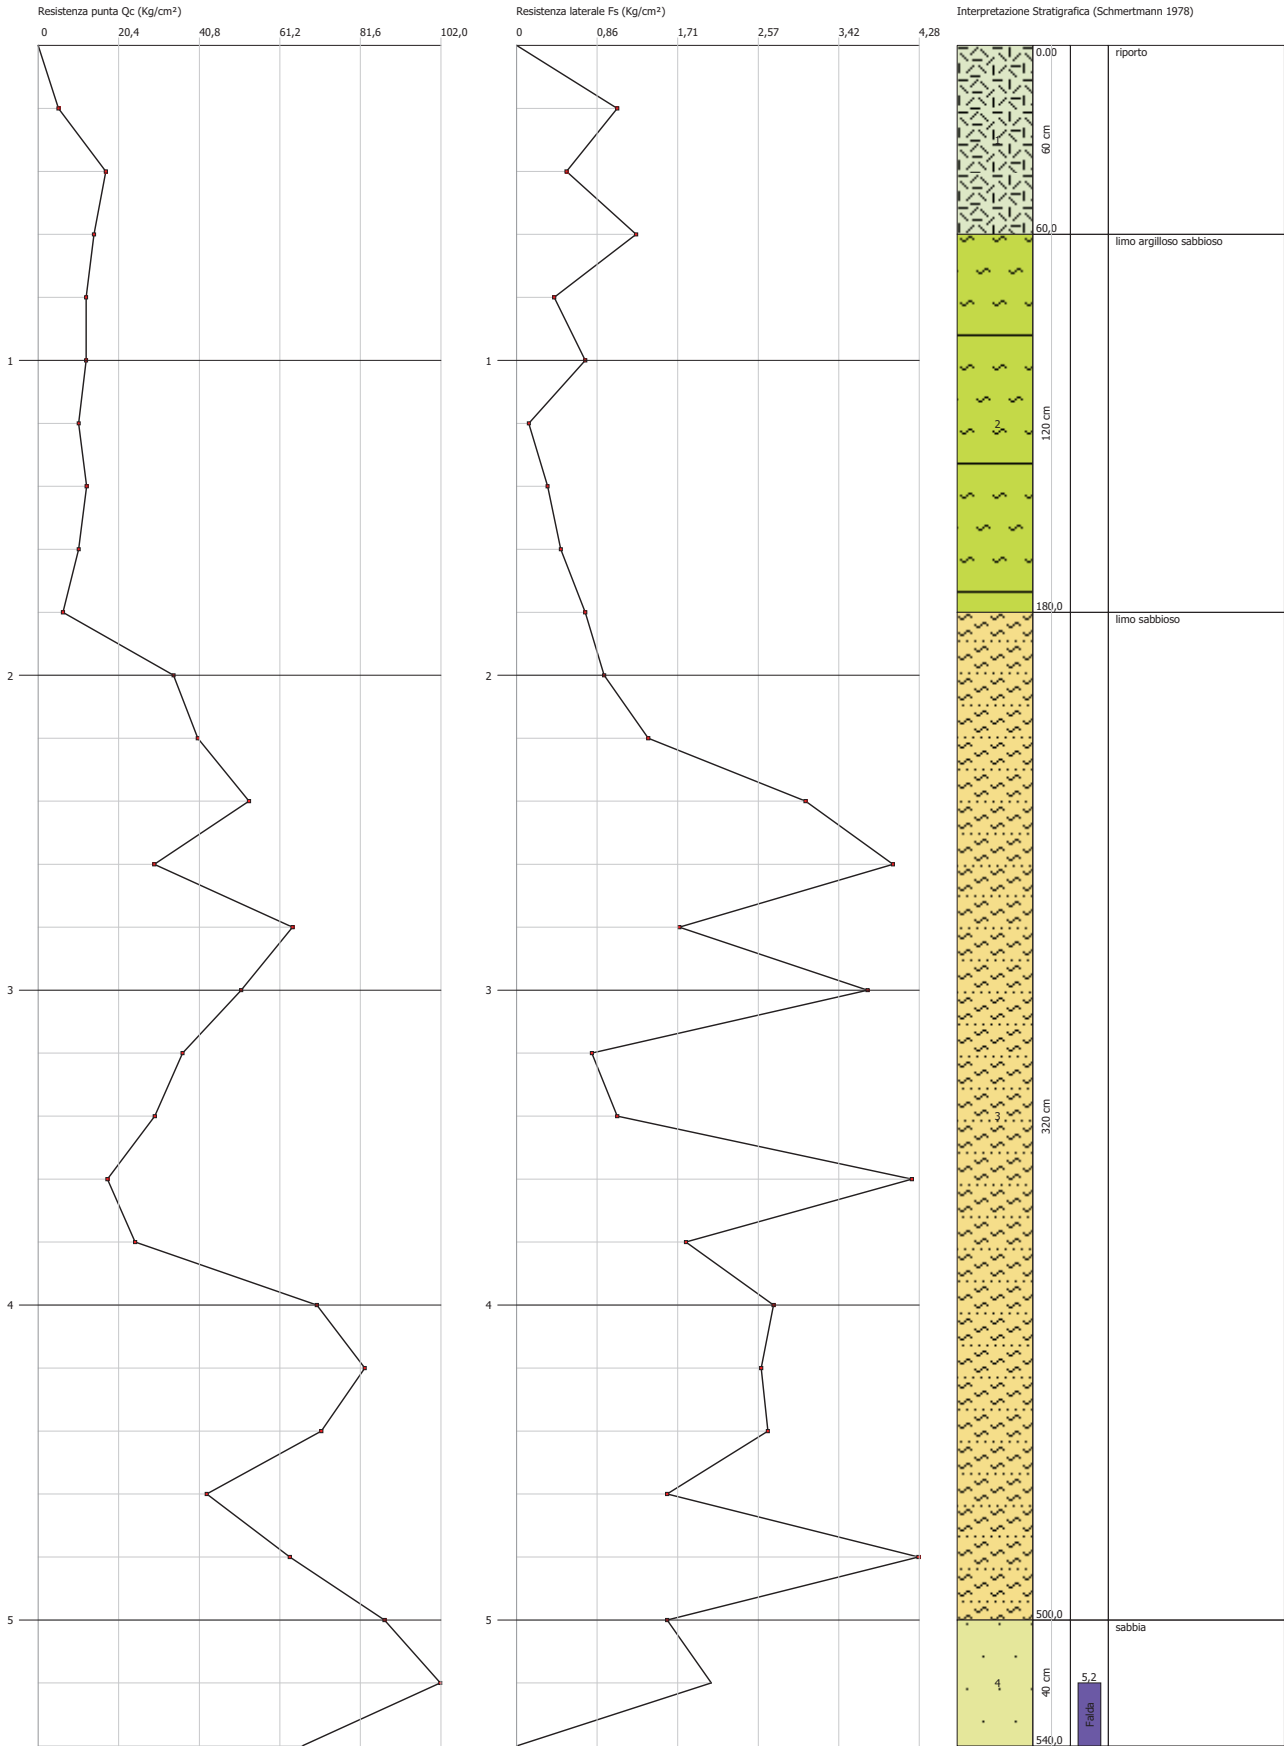 Resistenza punta Qc (Kg/cm²)
Resistenza laterale Fs (Kg/cm²)
Interpretazione Stratigrafica (Schmertmann 1978)
0 20,4 40,8 61,2 81,6 102,0
0 0,86 1,71 2,57 3,42 4,28
0.00
riporto
1
60 cm
60,0
limo argilloso sabbioso
1
1
2
120 cm
180,0
limo sabbioso
2
2
3
3
3
320 cm
4
4
5
5
500,0
sabbia
4
40 cm
5,2
Falda
540,0